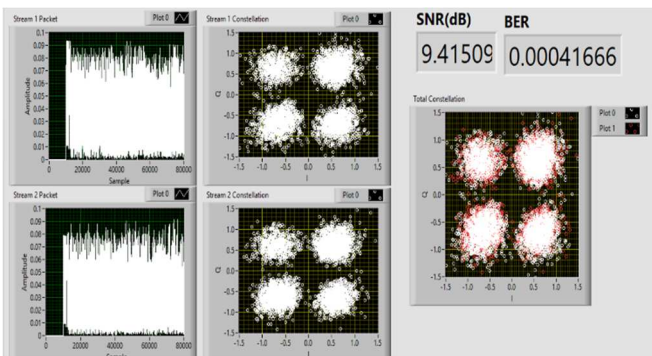 Stream 1 Packet
Plot 0
Amplitude
0.1
0.09
0.08
0.07
0.06
0.05
0.04
0.03
0.02
0.01
0
0 20000 40000 60000 80000
Sample
Stream 1 Constellation
Plot 0
Q
1.5
1.0
0.5
0.0
-0.5
-1.0
-1.5
-1.5 -1.0 -0.5 0.0 0.5 1.0 1.5
I
SNR(dB)
9.41509
BER
0.00041666
Total Constellation
Plot 0
Plot 1
Q
1.5
1.0
0.5
0.0
-0.5
-1.0
-1.5
-1.5 -1.0 -0.5 0.0 0.5 1.0 1.5
I
Stream 2 Packet
Plot 0
Amplitude
0.1
0.09
0.08
0.07
0.06
0.05
0.04
0.03
0.02
0.01
0
0 20000 40000 60000 80000
Sample
Stream 2 Constellation
Plot 0
Q
1.5
1.0
0.5
0.0
-0.5
-1.0
-1.5
-1.5 -1.0 -0.5 0.0 0.5 1.0 1.5
I